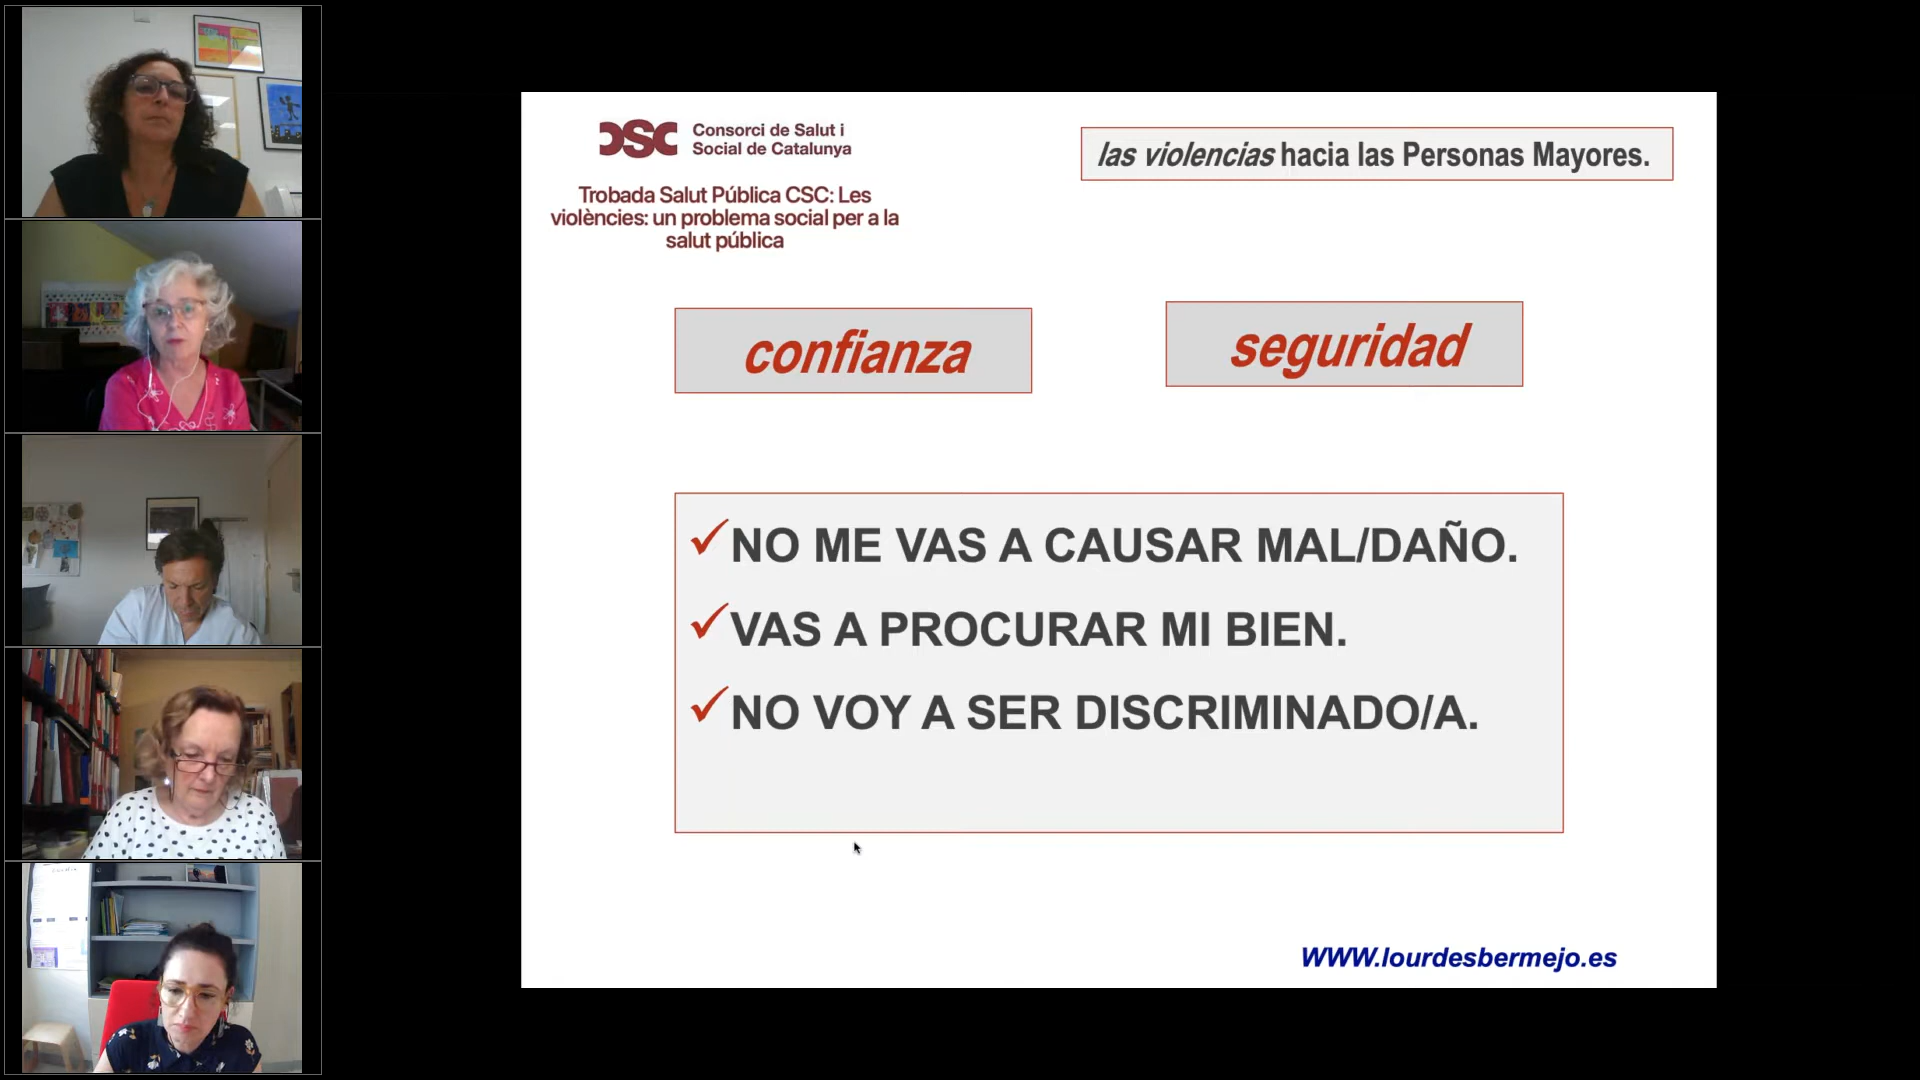 CSC Consorci de Salut i
Social de Catalunya
Trobada Salut Pública CSC: Les
violències: un problema social per a la
salut pública
las violencias hacia las Personas Mayores.
confianza
seguridad
NO ME VAS A CAUSAR MAL/DAÑO.
VAS A PROCURAR MI BIEN.
NO VOY A SER DISCRIMINADO/A.
WWW.lourdesbermejo.es